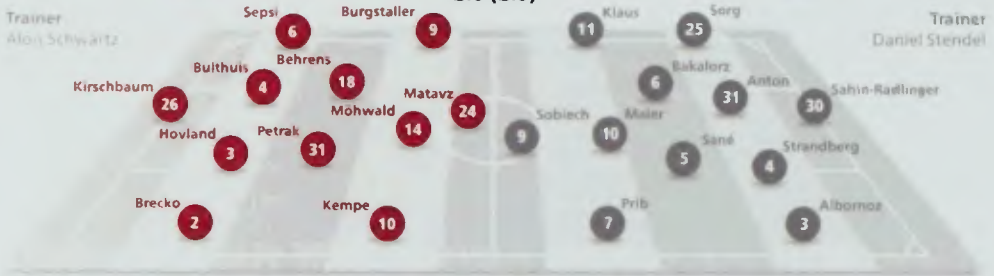 Trainer
Alon Schwartz
Trainer
Daniel Stendel
Sepsi
6
Burgstaller
9
Klaus
11
Sorg
25
Kirschbaum
26
Bulthuis
4
Behrens
18
Matavz
24
Möhwald
14
Hovland
3
Petrak
31
Brecko
2
Kempe
10
Sobiech
9
Maier
10
Bakalorz
6
Anton
31
Sahin-Radlinger
30
Sané
5
Strandberg
4
Prib
7
Albornoz
3